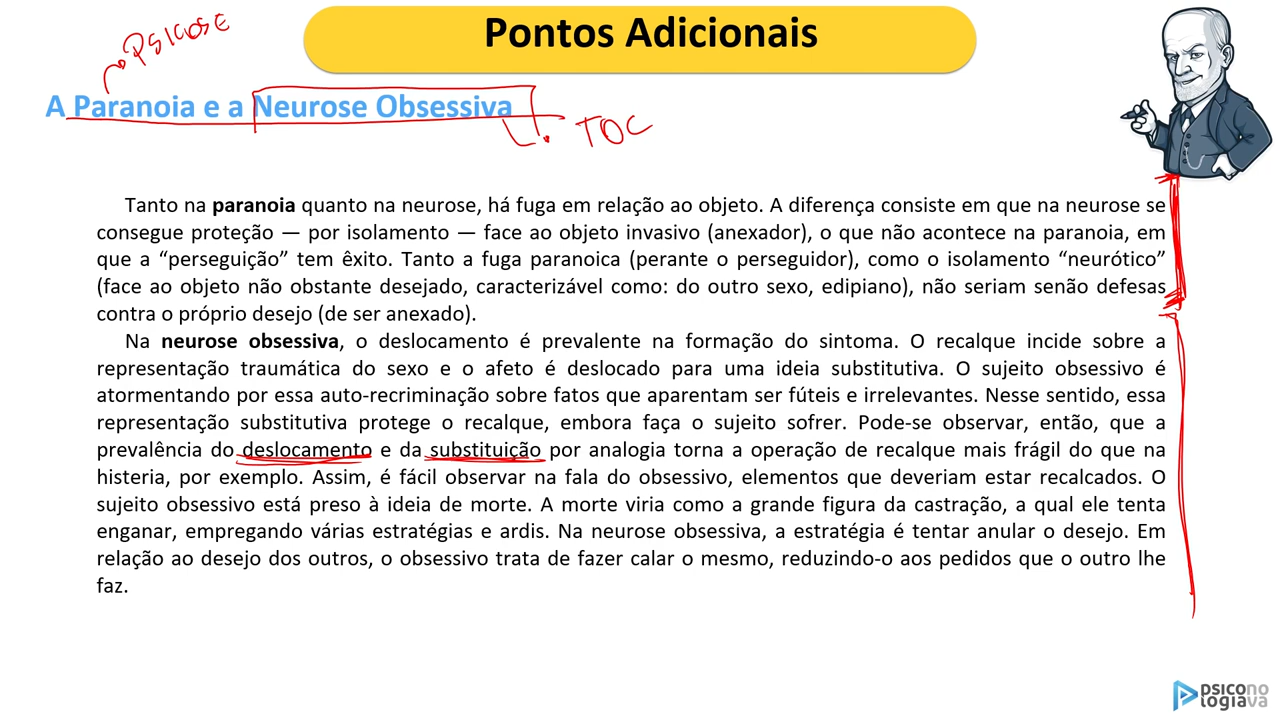 Pontos Adicionais
PSICOSE
A Paranoia e a Neurose Obsessiva
TOC
Tanto na paranoia quanto na neurose, há fuga em relação ao objeto. A diferença consiste em que na neurose se
consegue proteção — por isolamento — face ao objeto invasivo (anexador), o que não acontece na paranoia, em
que a “perseguição” tem êxito. Tanto a fuga paranoica (perante o perseguidor), como o isolamento “neurótico”
(face ao objeto não obstante desejado, caracterizável como: do outro sexo, edipiano), não seriam senão defesas
contra o próprio desejo (de ser anexado).
Na neurose obsessiva, o deslocamento é prevalente na formação do sintoma. O recalque incide sobre a
representação traumática do sexo e o afeto é deslocado para uma ideia substitutiva. O sujeito obsessivo é
atormentando por essa auto-recriminação sobre fatos que aparentam ser fúteis e irrelevantes. Nesse sentido, essa
representação substitutiva protege o recalque, embora faça o sujeito sofrer. Pode-se observar, então, que a
prevalência do deslocamento e da substituição por analogia torna a operação de recalque mais frágil do que na
histeria, por exemplo. Assim, é fácil observar na fala do obsessivo, elementos que deveriam estar recalcados. O
sujeito obsessivo está preso à ideia de morte. A morte viria como a grande figura da castração, a qual ele tenta
enganar, empregando várias estratégias e ardis. Na neurose obsessiva, a estratégia é tentar anular o desejo. Em
relação ao desejo dos outros, o obsessivo trata de fazer calar o mesmo, reduzindo-o aos pedidos que o outro lhe
faz.
psicono
logiava